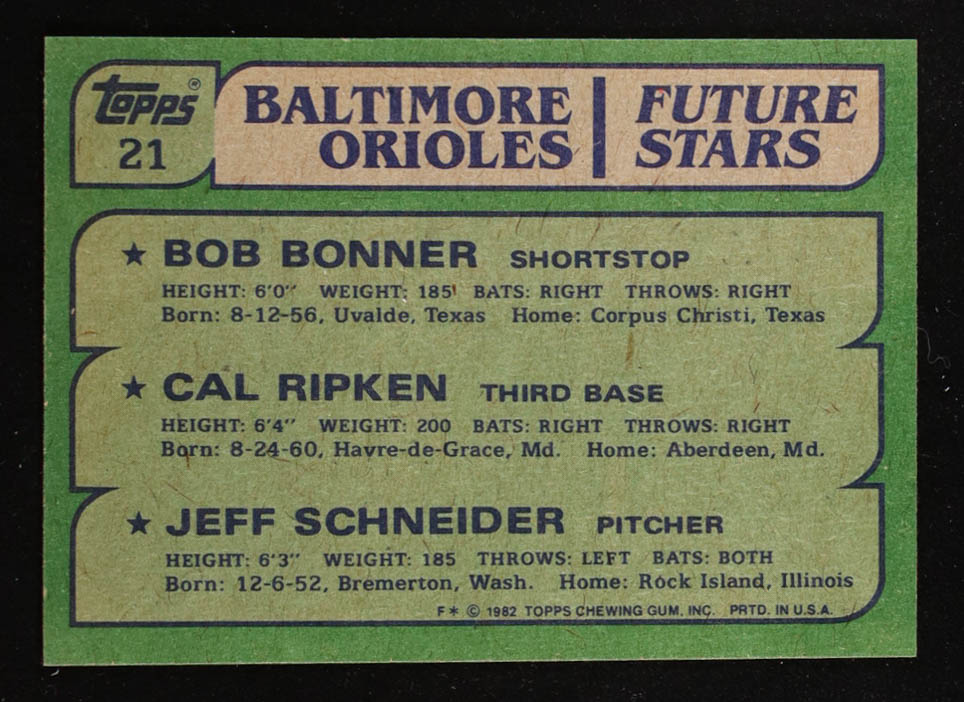 Topps®
21
BALTIMORE ORIOLES
FUTURE STARS
★ BOB BONNER SHORTSTOP
HEIGHT: 6'0" WEIGHT: 185 BATS: RIGHT THROWS: RIGHT
Born: 8-12-56, Uvalde, Texas Home: Corpus Christi, Texas
★ CAL RIPKEN THIRD BASE
HEIGHT: 6'4" WEIGHT: 200 BATS: RIGHT THROWS: RIGHT
Born: 8-24-60, Havre-de-Grace, Md. Home: Aberdeen, Md.
★ JEFF SCHNEIDER PITCHER
HEIGHT: 6'3" WEIGHT: 185 THROWS: LEFT BATS: BOTH
Born: 12-6-52, Bremerton, Wash. Home: Rock Island, Illinois
F* © 1982 TOPPS CHEWING GUM, INC. PRTD. IN U.S.A.